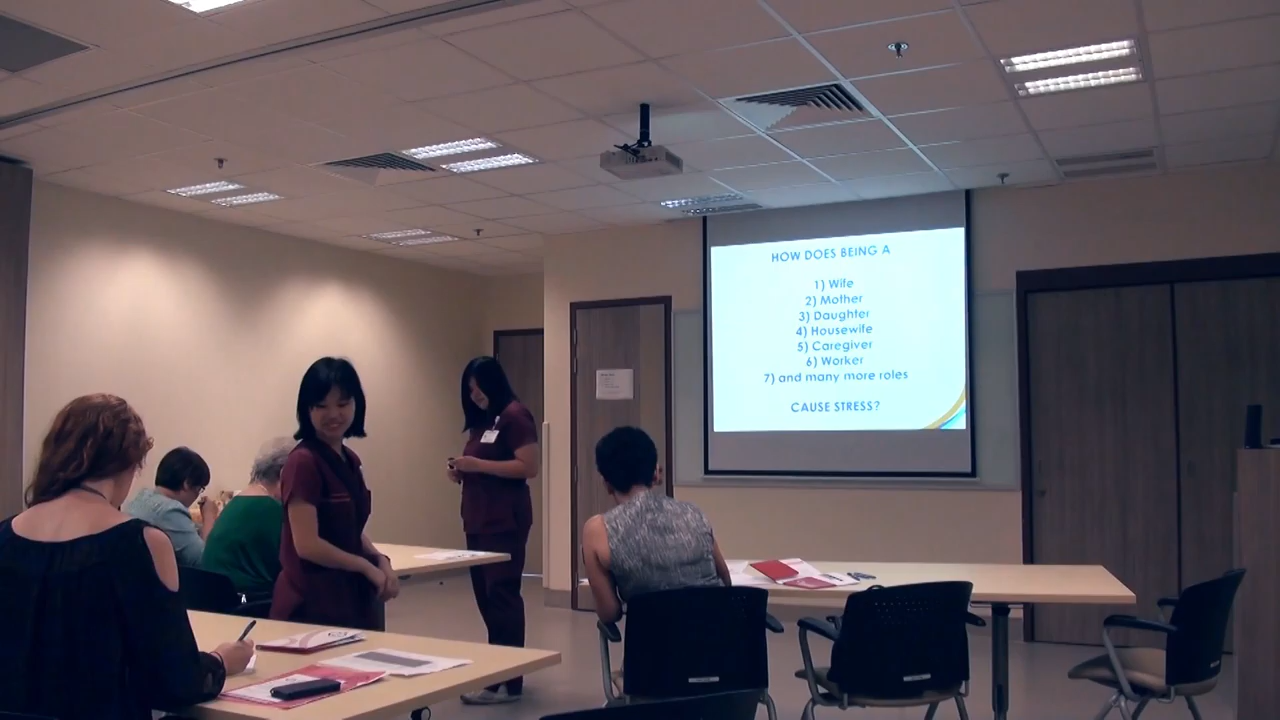 HOW DOES BEING A
1) Wife
2) Mother
3) Daughter
4) Housewife
5) Caregiver
6) Worker
7) and many more roles
CAUSE STRESS?